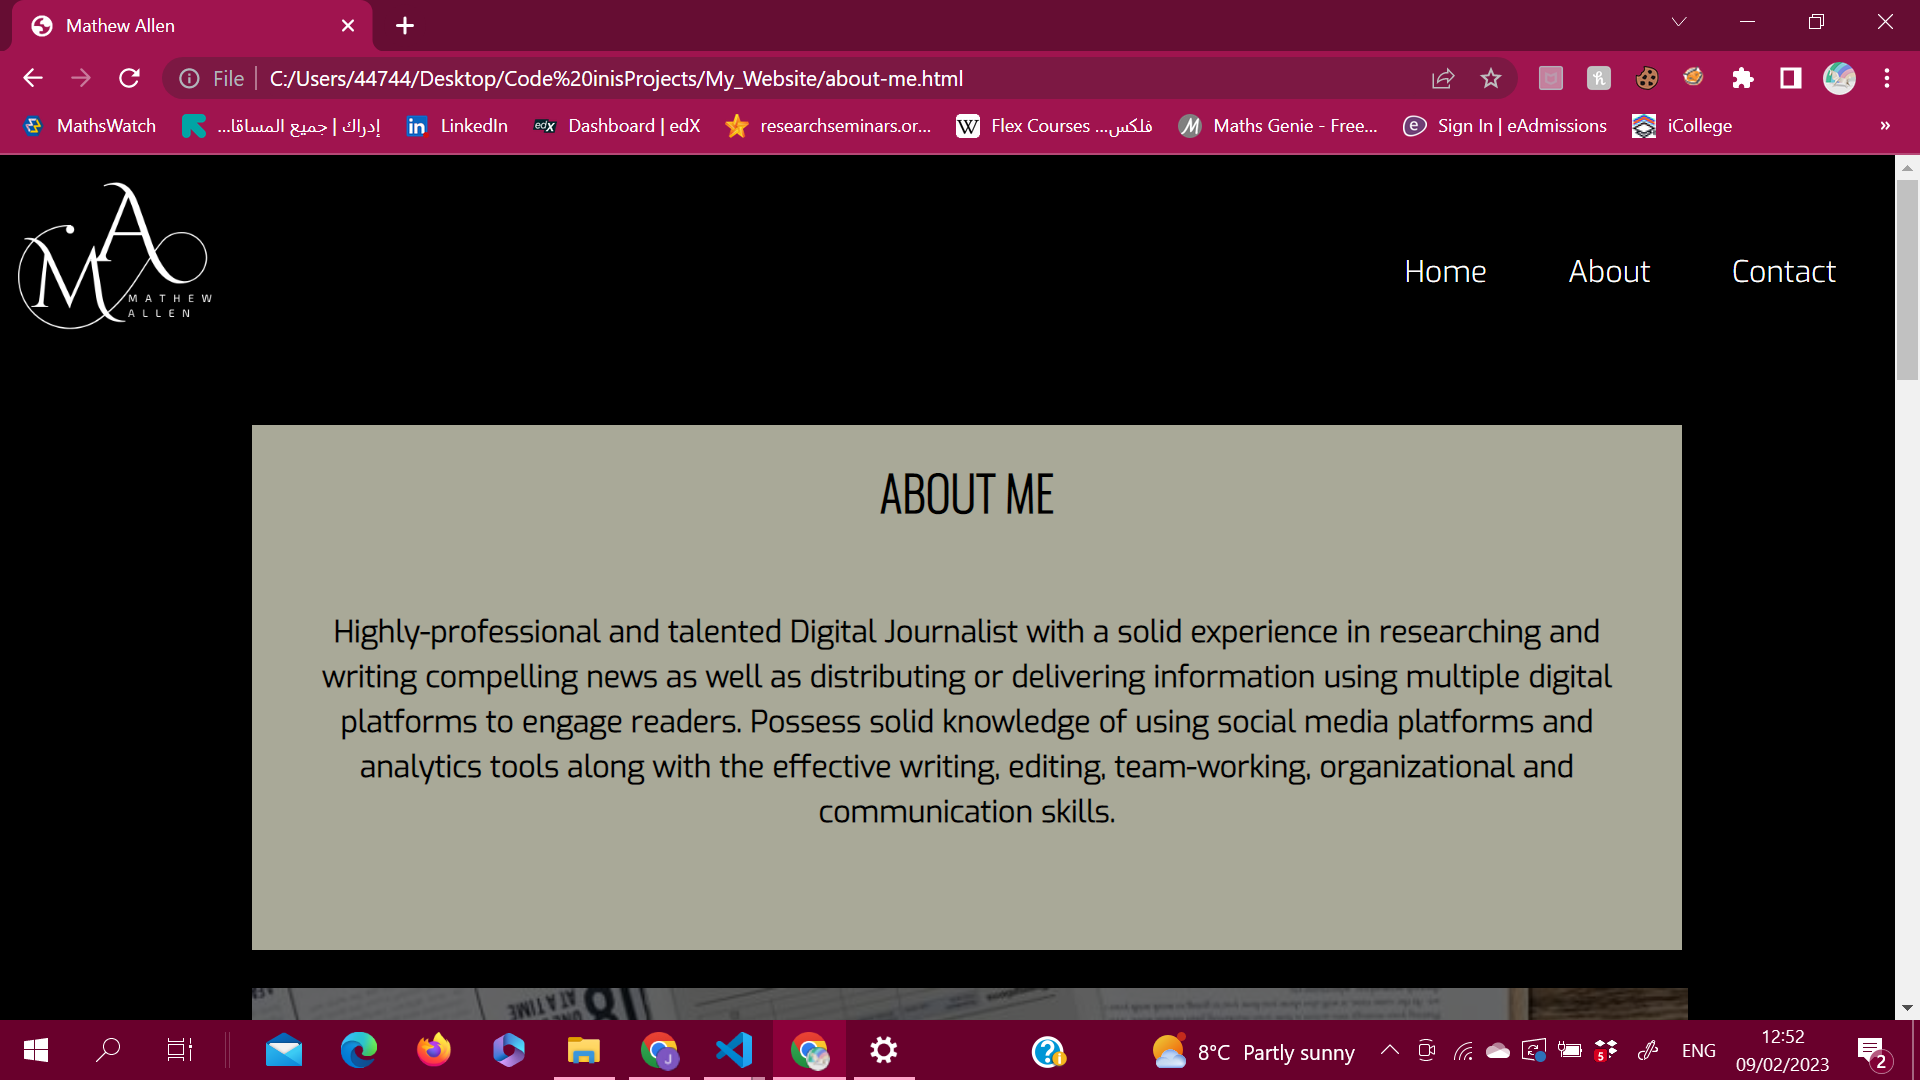 Mathew Allen
File
C:/Users/44744/Desktop/Code%20inisProjects/My_Website/about-me.html
MathsWatch
إدراك | جميع المساقا...
LinkedIn
edX
Dashboard | edX
researchseminars.or...
W
Flex Courses ...فلكس
Maths Genie - Free...
Sign In | eAdmissions
iCollege
»
MA
MATHEW
ALLEN
Home
About
Contact
ABOUT ME
Highly-professional and talented Digital Journalist with a solid experience in researching and
writing compelling news as well as distributing or delivering information using multiple digital
platforms to engage readers. Possess solid knowledge of using social media platforms and
analytics tools along with the effective writing, editing, team-working, organizational and
communication skills.
AT A TIME
18
J
8°C Partly sunny
5
ENG
12:52
09/02/2023
2